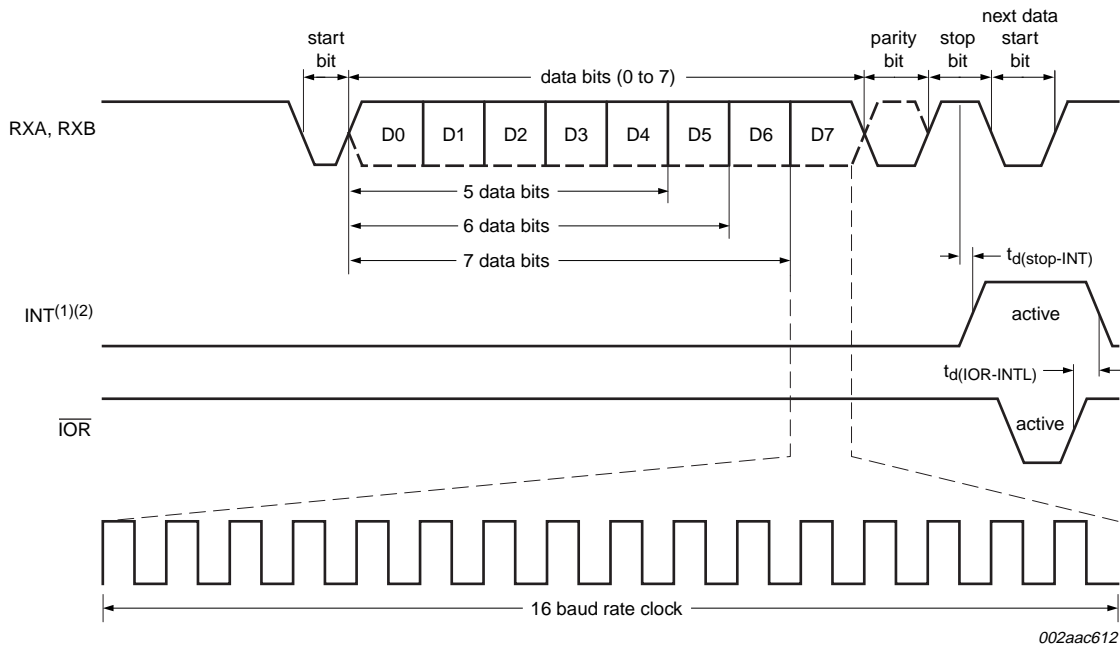 start
bit
data bits (0 to 7)
parity
bit
stop
bit
next data
start
bit
RXA, RXB
D0
D1
D2
D3
D4
D5
D6
D7
5 data bits
6 data bits
7 data bits
td(stop-INT)
INT(1)(2)
active
td(IOR-INTL)
IOR
active
16 baud rate clock
002aac612